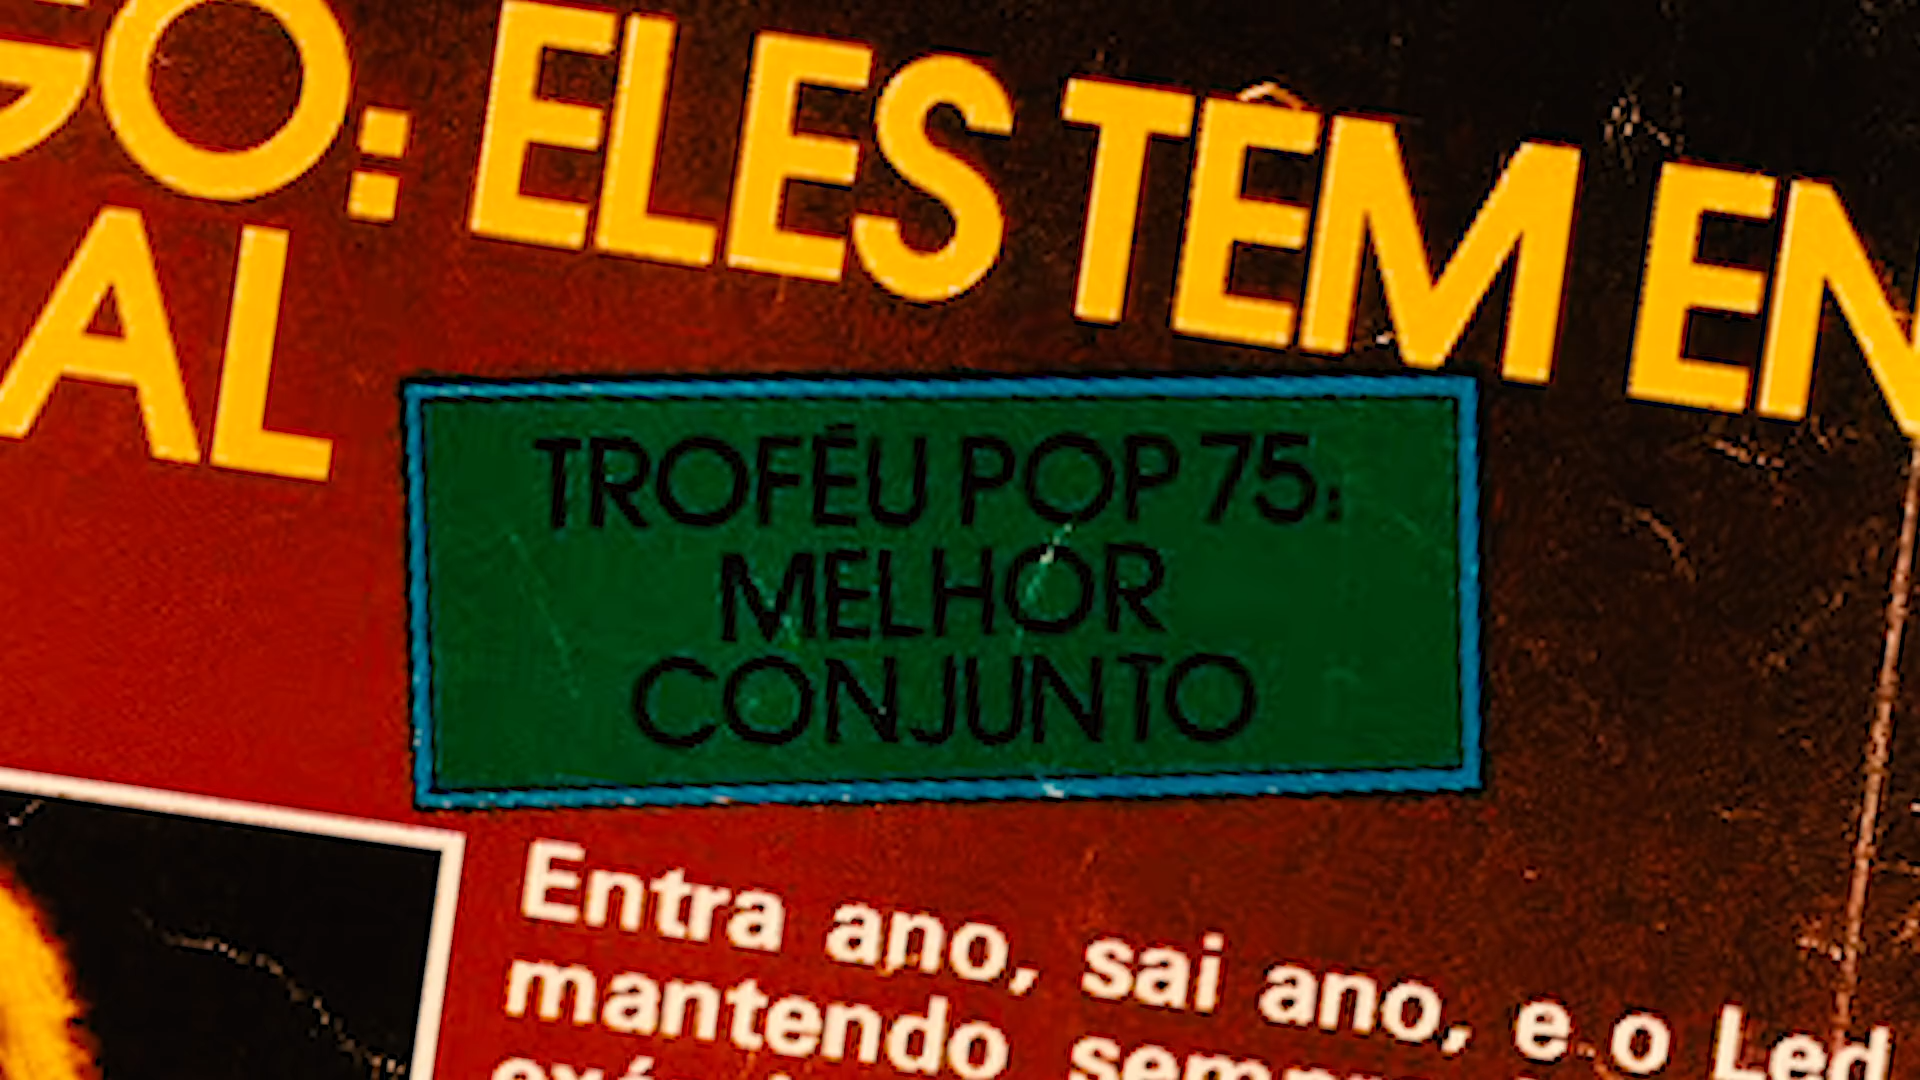 GO: ELES TÊM EN
AL
TROFÉU POP 75:
MELHOR
CONJUNTO
Entra ano, sai ano, e o Led
mantendo